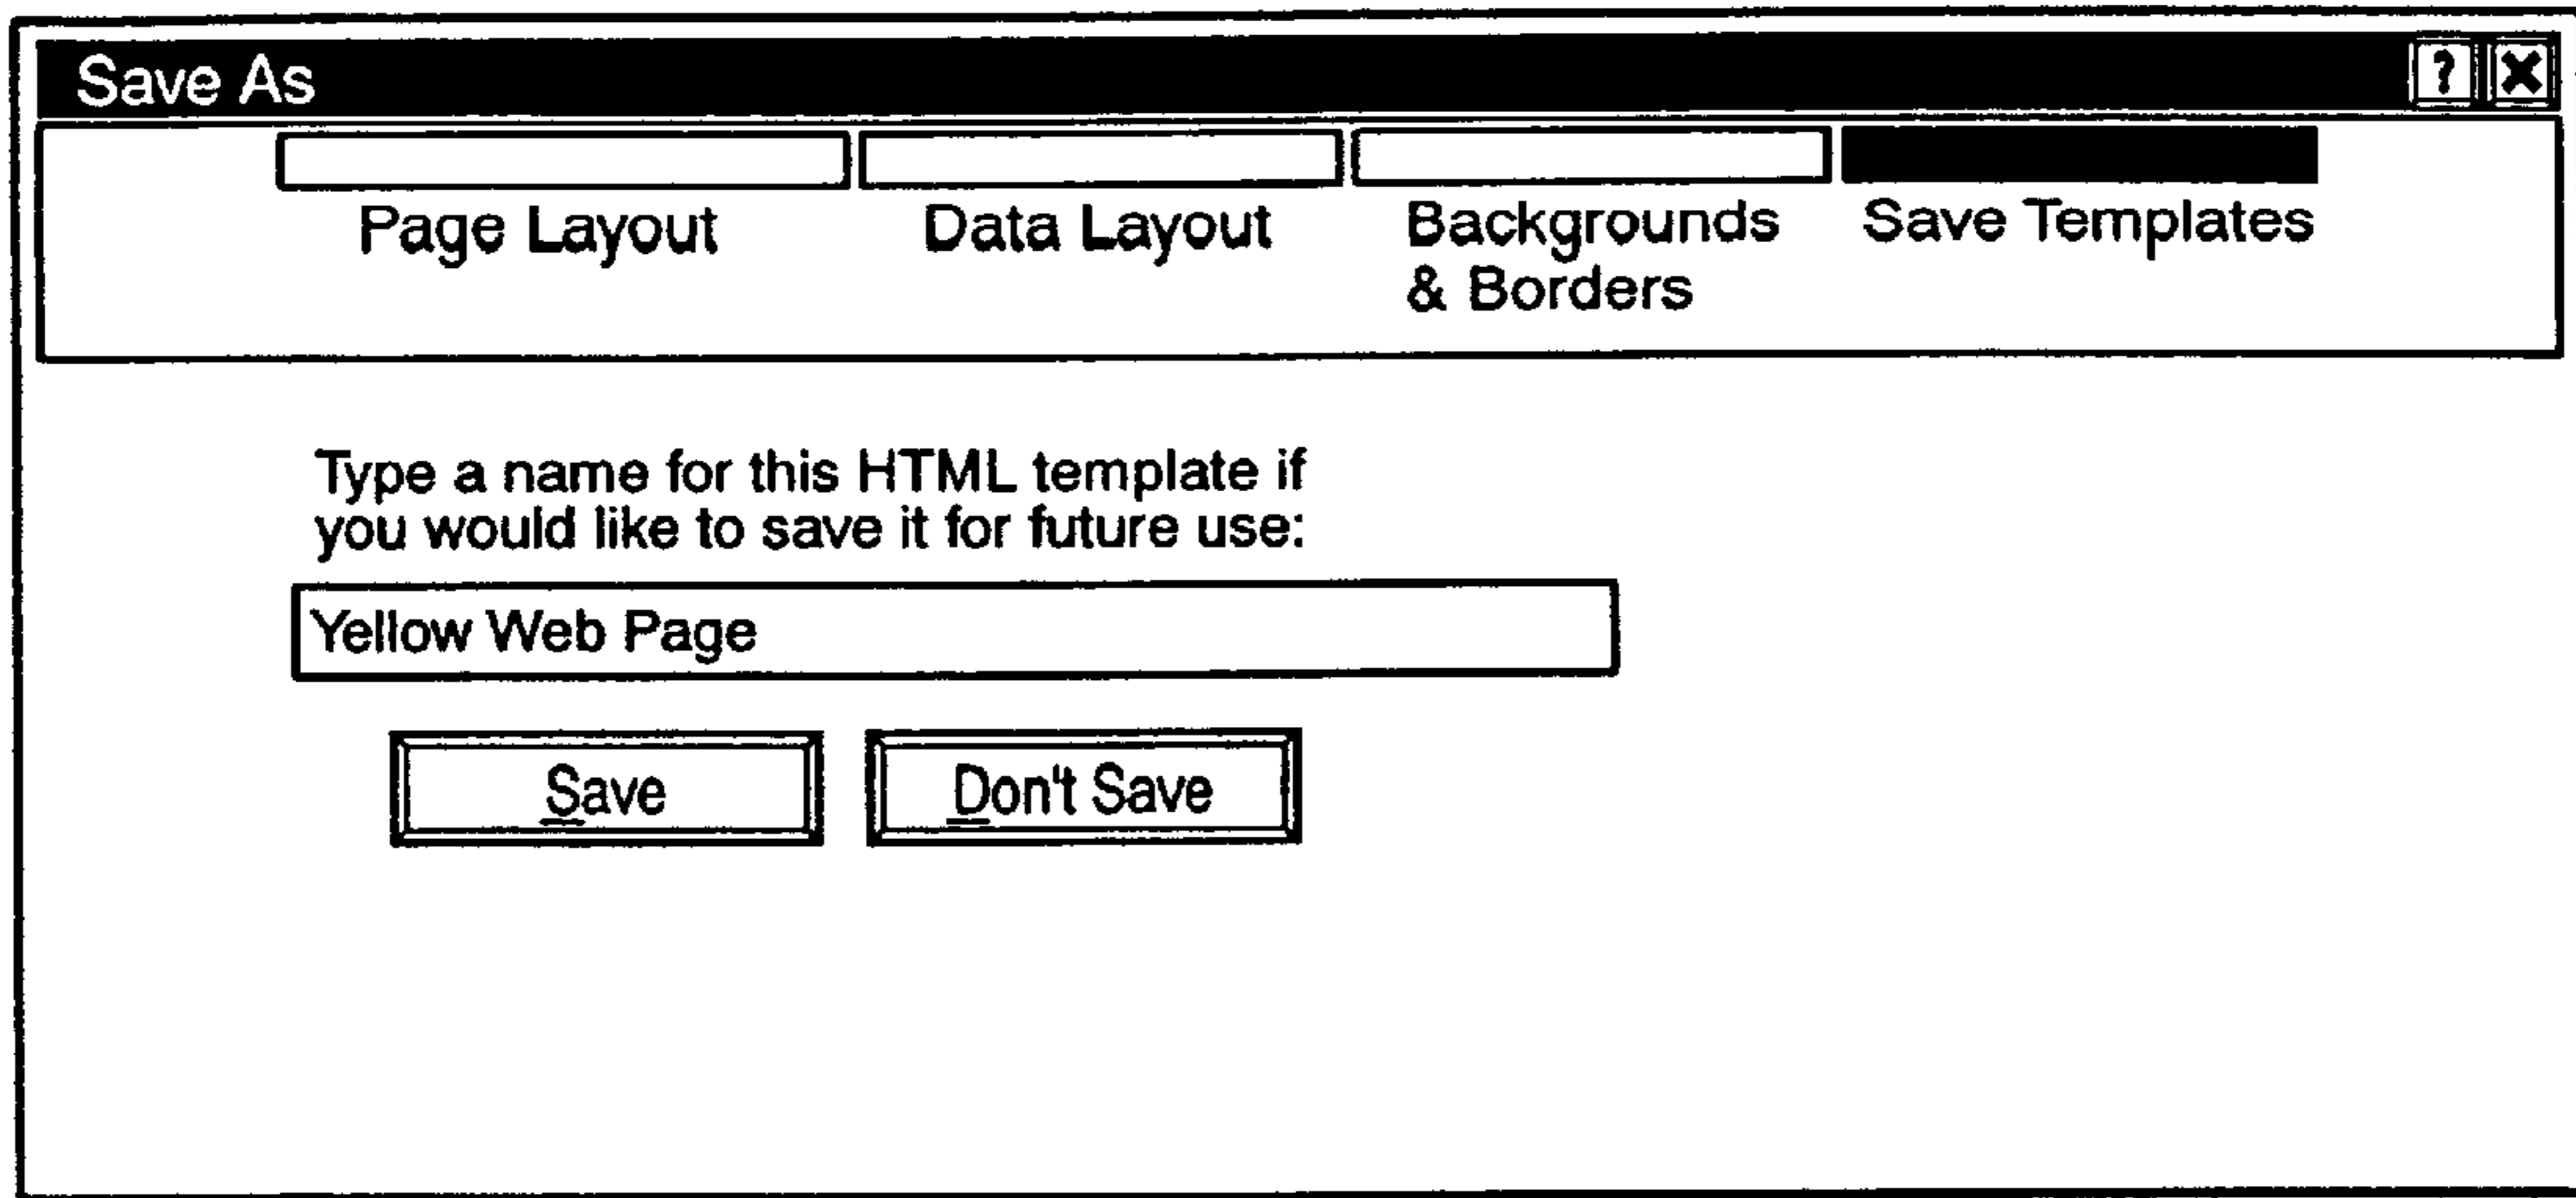 Save As ?
Page Layout Data Layout Backgrounds & Borders Save Templates
Type a name for this HTML template if
you would like to save it for future use:
Yellow Web Page
Save Don't Save